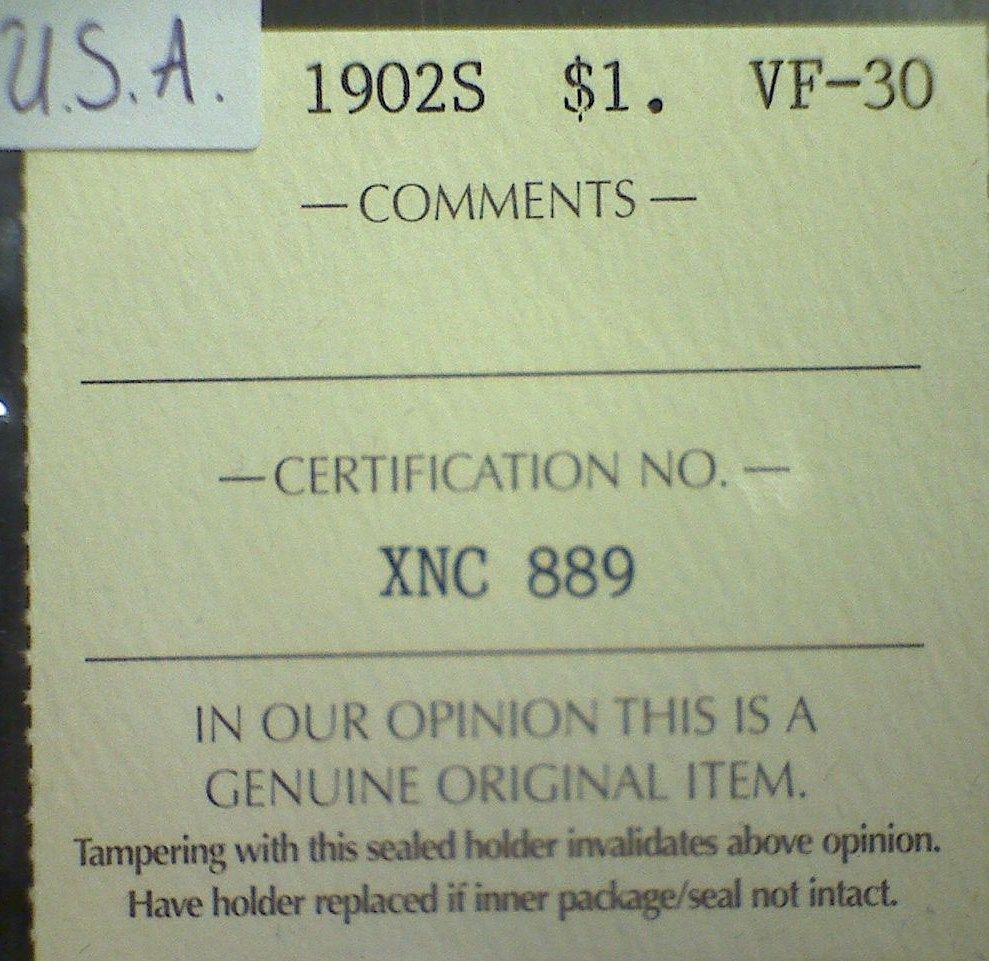 U.S.A.
1902S $1. VF-30
— COMMENTS —
— CERTIFICATION NO. —
XNC 889
IN OUR OPINION THIS IS A
GENUINE ORIGINAL ITEM.
Tampering with this sealed holder invalidates above opinion.
Have holder replaced if inner package/seal not intact.